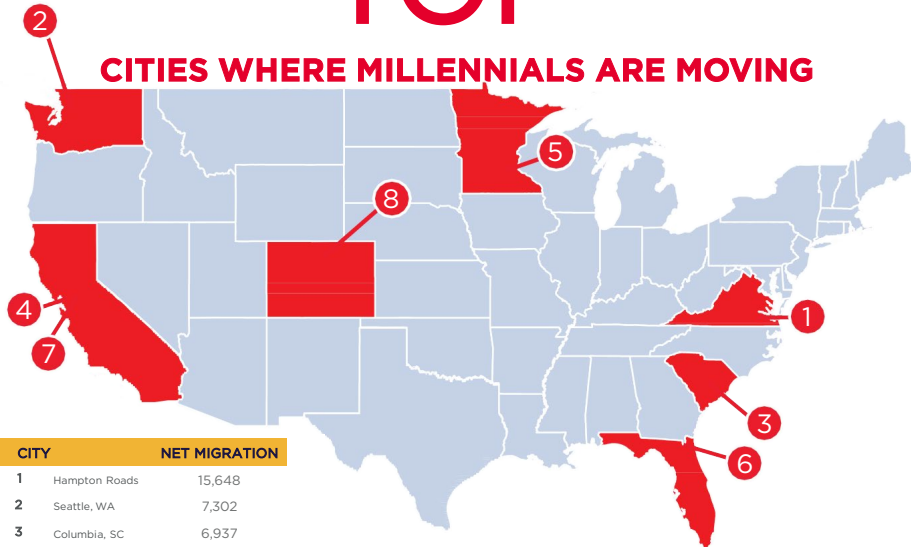 TOP
2
CITIES WHERE MILLENNIALS ARE MOVING
5
8
4
1
7
3
6
CITY NET MIGRATION
1 Hampton Roads 15,648
2 Seattle, WA 7,302
3 Columbia, SC 6,937